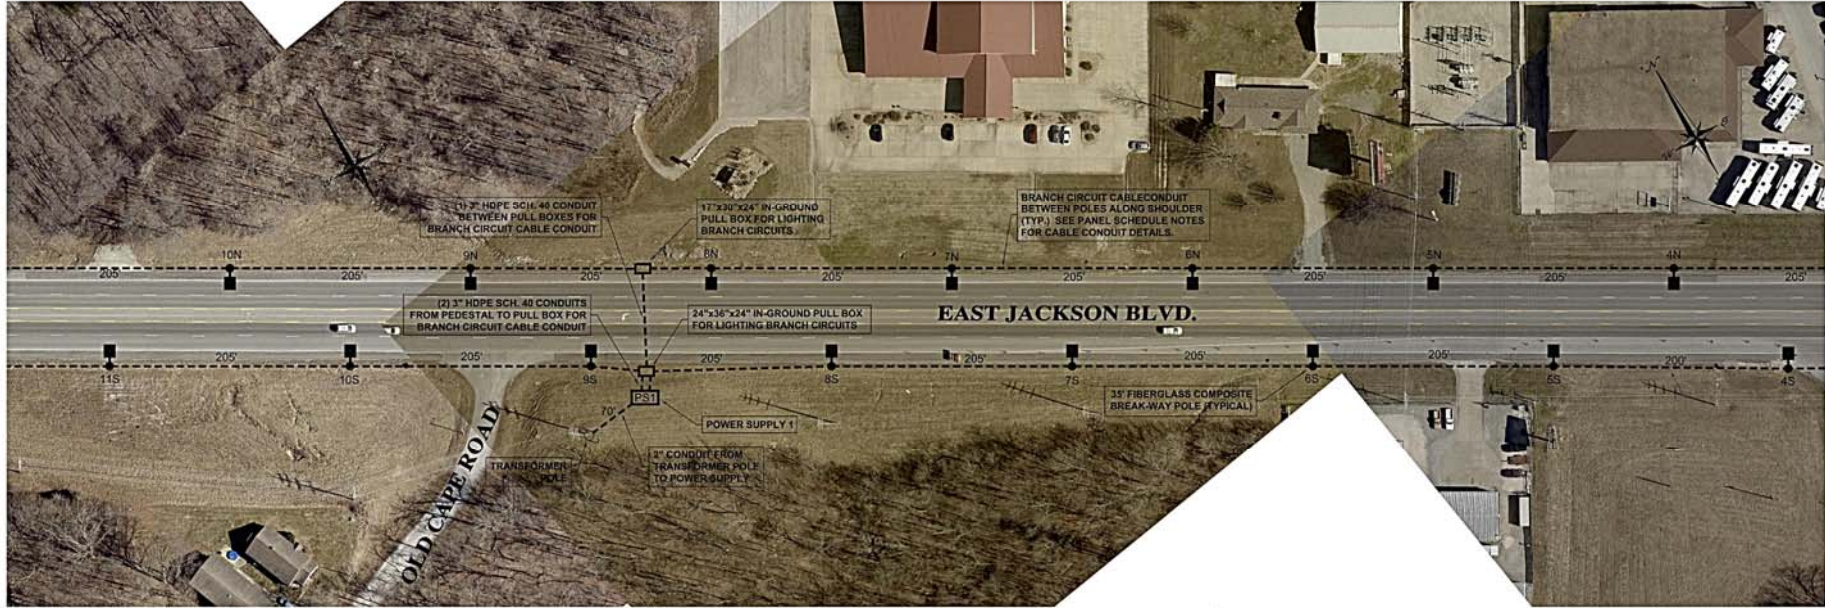 (1) 3" HDPE SCH. 40 CONDUIT
BETWEEN PULL BOXES FOR
BRANCH CIRCUIT CABLE CONDUIT
17"x30"x24" IN-GROUND
PULL BOX FOR LIGHTING
BRANCH CIRCUITS
BRANCH CIRCUIT CABLECONDUIT
BETWEEN POLES ALONG SHOULDER
(TYP.) SEE PANEL SCHEDULE NOTES
FOR CABLE CONDUIT DETAILS.
10N 9N 8N 7N 6N 5N 4N
205' 205' 205' 205' 205' 205' 205' 205'
(2) 3" HDPE SCH. 40 CONDUITS
FROM PEDESTAL TO PULL BOX FOR
BRANCH CIRCUIT CABLE CONDUIT
24"x36"x24" IN-GROUND PULL BOX
FOR LIGHTING BRANCH CIRCUITS
EAST JACKSON BLVD.
205' 205' 205' 205' 205' 205' 200'
11S 10S 9S 8S 7S 6S 5S 4S
PS1
70'
POWER SUPPLY 1
35' FIBERGLASS COMPOSITE
BREAK-WAY POLE (TYPICAL)
TRANSFORMER
POLE
2" CONDUIT FROM
TRANSFORMER POLE
TO POWER SUPPLY
OLD CAPE ROAD